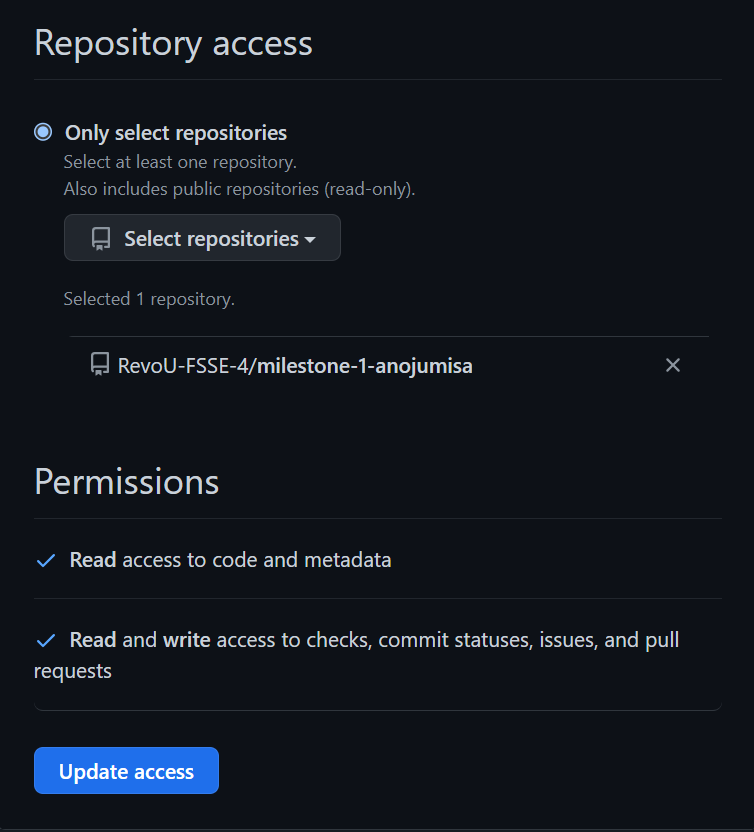 Repository access
Only select repositories
Select at least one repository.
Also includes public repositories (read-only).
Select repositories
Selected 1 repository.
RevoU-FSSE-4/milestone-1-anojumisa
Permissions
Read access to code and metadata
Read and write access to checks, commit statuses, issues, and pull
requests
Update access